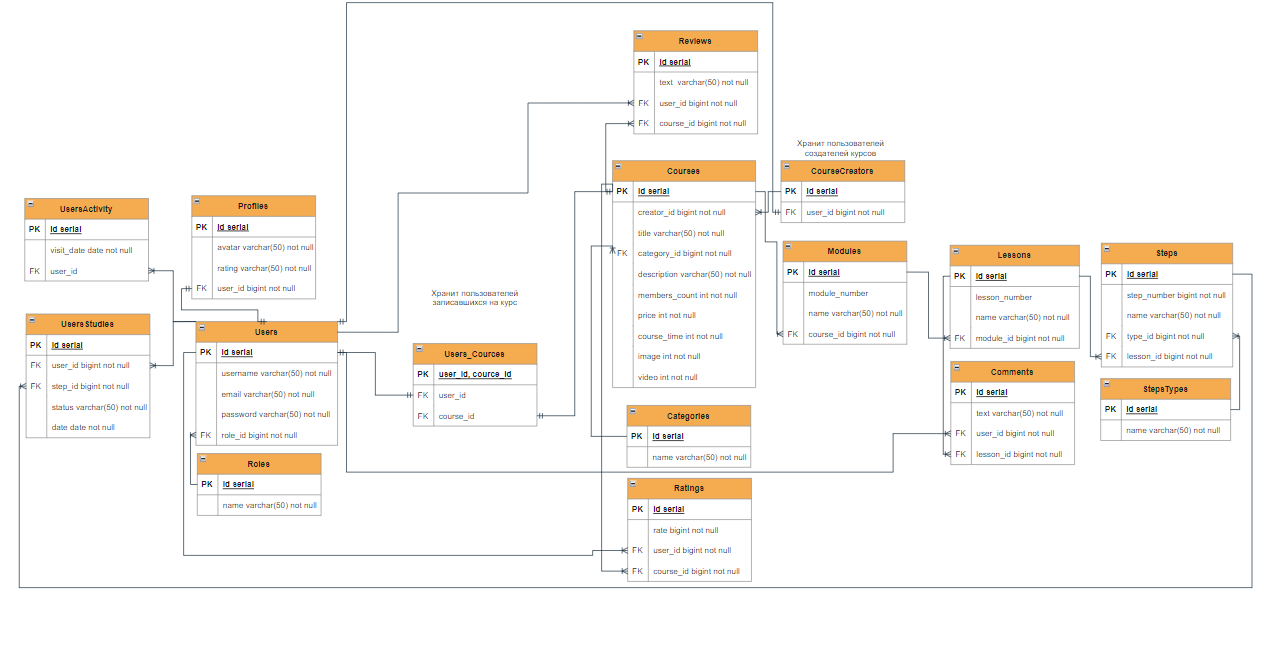 Reviews
PK id serial
text varchar(50) not null
FK user_id bigint not null
FK course_id bigint not null
Хранит пользователей
создателей курсов
Courses
PK id serial
creator_id bigint not null
title varchar(50) not null
FK category_id bigint not null
description varchar(50) not null
members_count int not null
price int not null
course_time int not null
image int not null
video int not null
CourseCreators
PK id serial
FK user_id bigint not null
UsersActivity
PK id serial
visit_date date not null
FK user_id
Profiles
PK id serial
avatar varchar(50) not null
rating varchar(50) not null
FK user_id bigint not null
Modules
PK id serial
module_number
name varchar(50) not null
FK course_id bigint not null
Lessons
PK id serial
lesson_number
name varchar(50) not null
FK module_id bigint not null
Steps
PK id serial
step_number bigint not null
name varchar(50) not null
FK type_id bigint not null
FK lesson_id bigint not null
Хранит пользователей
записавшихся на курс
UsersStudies
PK id serial
FK user_id bigint not null
FK step_id bigint not null
status varchar(50) not null
date date not null
Users
PK id serial
username varchar(50) not null
email varchar(50) not null
password varchar(50) not null
FK role_id bigint not null
Users_Cources
PK user_id, cource_id
FK user_id
FK course_id
Comments
PK id serial
text varchar(50) not null
FK user_id bigint not null
FK lesson_id bigint not null
StepsTypes
PK id serial
name varchar(50) not null
Categories
PK id serial
name varchar(50) not null
Roles
PK id serial
name varchar(50) not null
Ratings
PK id serial
rate bigint not null
FK user_id bigint not null
FK course_id bigint not null